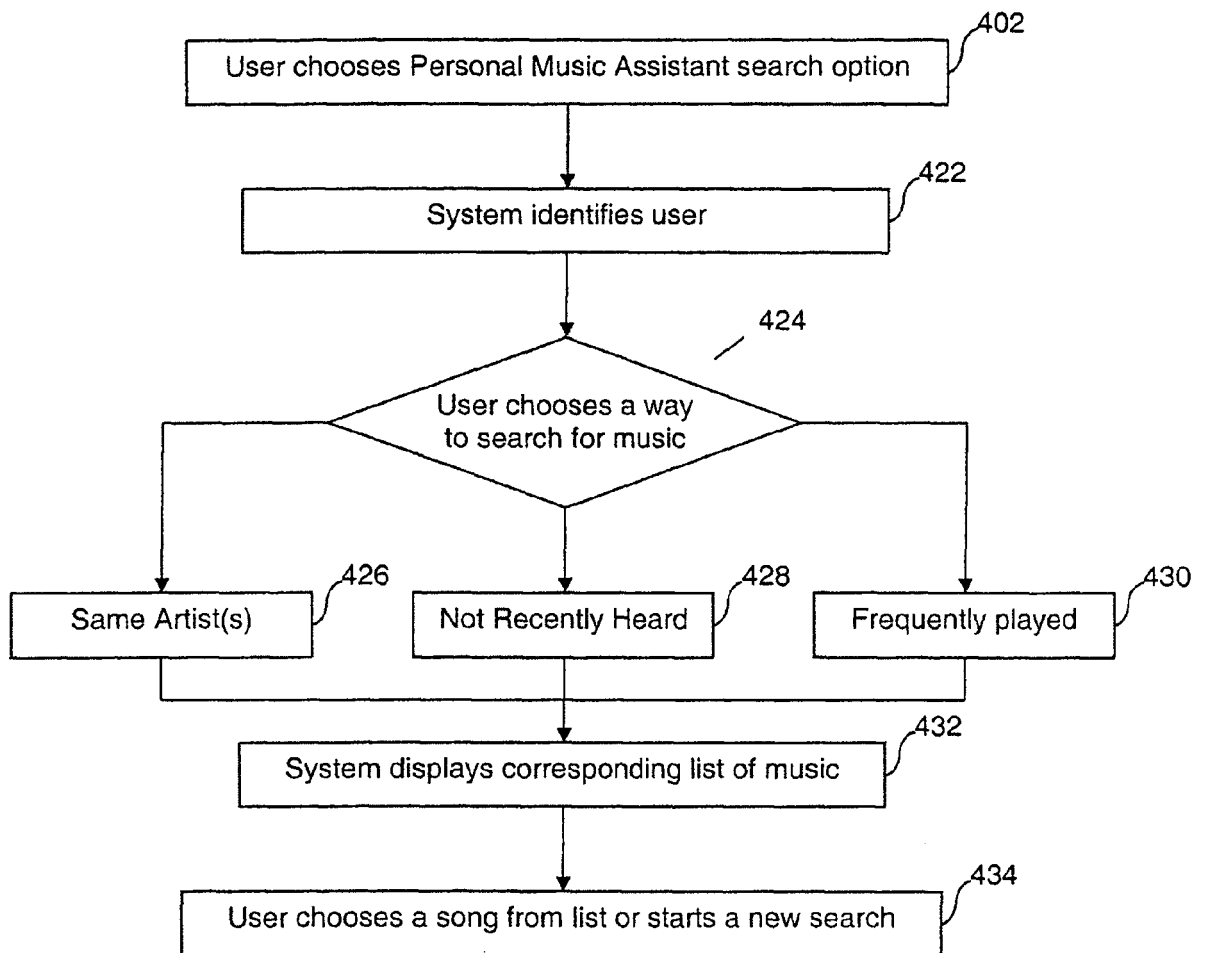 402
User chooses Personal Music Assistant search option
422
System identifies user
424
User chooses a way
to search for music
426
Same Artist(s)
428
Not Recently Heard
430
Frequently played
432
System displays corresponding list of music
434
User chooses a song from list or starts a new search